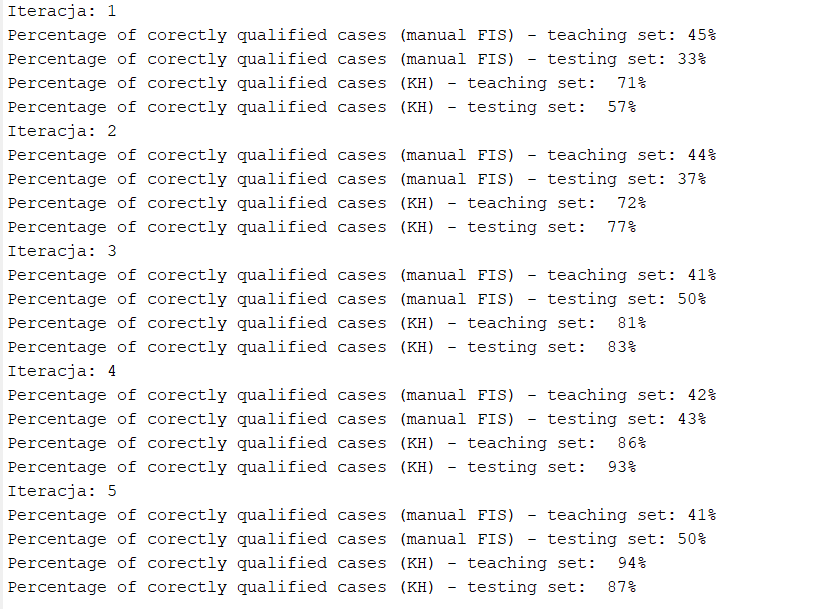 Iteracja: 1
Percentage of corectly qualified cases (manual FIS) - teaching set: 45%
Percentage of corectly qualified cases (manual FIS) - testing set: 33%
Percentage of corectly qualified cases (KH) - teaching set:  71%
Percentage of corectly qualified cases (KH) - testing set:  57%
Iteracja: 2
Percentage of corectly qualified cases (manual FIS) - teaching set: 44%
Percentage of corectly qualified cases (manual FIS) - testing set: 37%
Percentage of corectly qualified cases (KH) - teaching set:  72%
Percentage of corectly qualified cases (KH) - testing set:  77%
Iteracja: 3
Percentage of corectly qualified cases (manual FIS) - teaching set: 41%
Percentage of corectly qualified cases (manual FIS) - testing set: 50%
Percentage of corectly qualified cases (KH) - teaching set:  81%
Percentage of corectly qualified cases (KH) - testing set:  83%
Iteracja: 4
Percentage of corectly qualified cases (manual FIS) - teaching set: 42%
Percentage of corectly qualified cases (manual FIS) - testing set: 43%
Percentage of corectly qualified cases (KH) - teaching set:  86%
Percentage of corectly qualified cases (KH) - testing set:  93%
Iteracja: 5
Percentage of corectly qualified cases (manual FIS) - teaching set: 41%
Percentage of corectly qualified cases (manual FIS) - testing set: 50%
Percentage of corectly qualified cases (KH) - teaching set:  94%
Percentage of corectly qualified cases (KH) - testing set:  87%